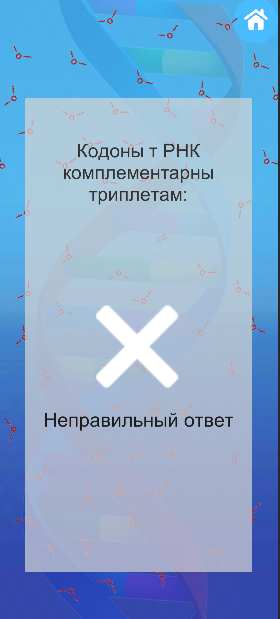 Кодоны т РНК
комплементарны
триплетам:
Неправильный ответ